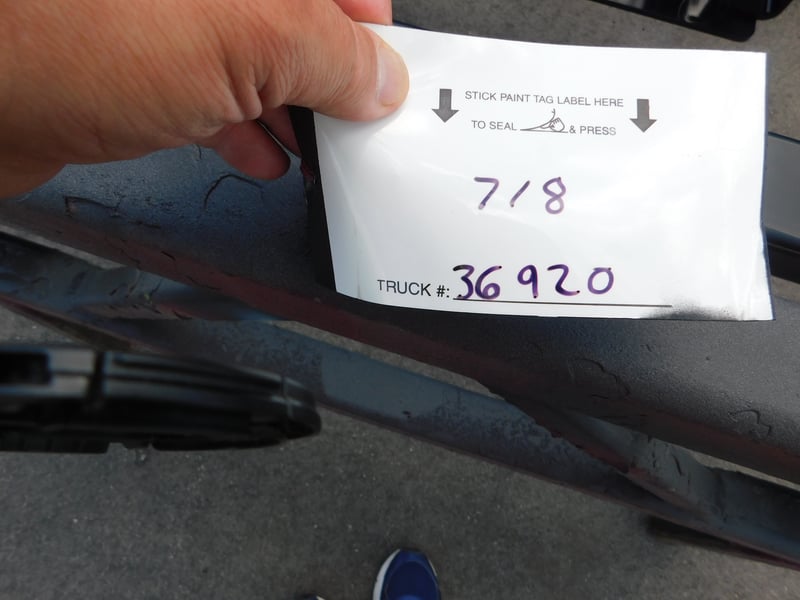 STICK PAINT TAG LABEL HERE
TO SEAL & PRESS
7/8
TRUCK #: 36920